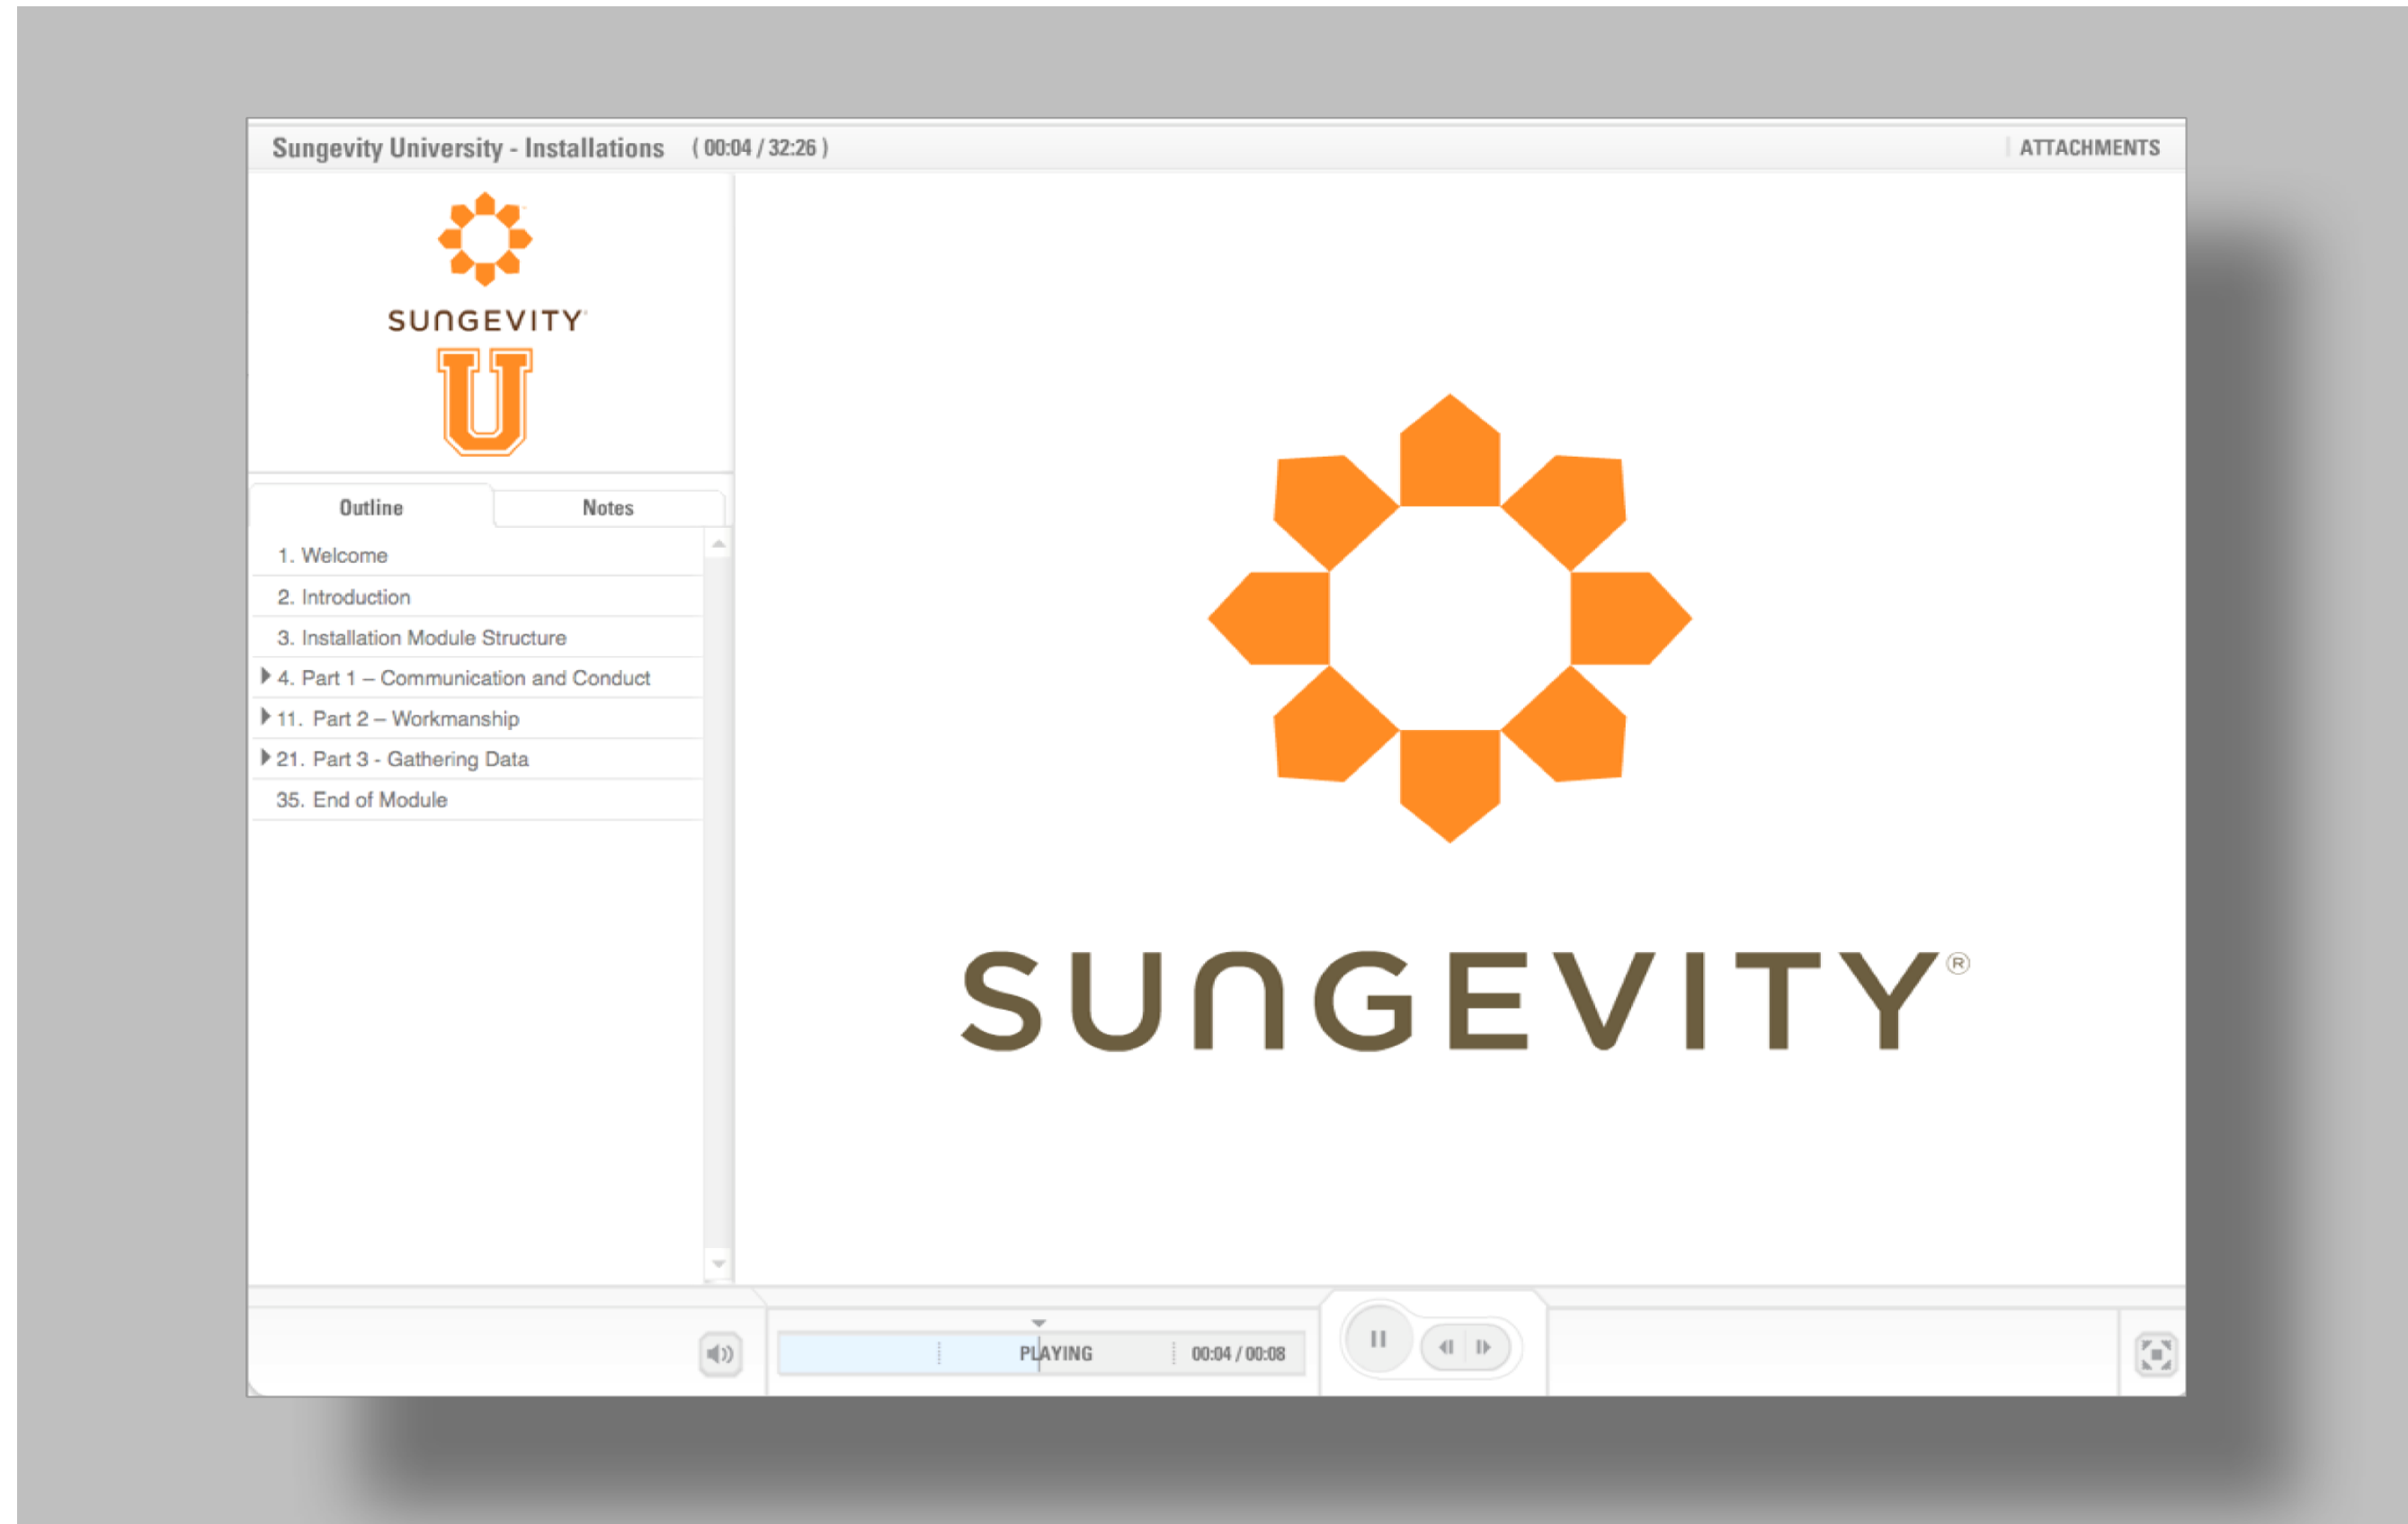 Sungevity University - Installations ( 00:04 / 32:26 )
ATTACHMENTS
SUNGEVITY
U
Outline
Notes
1. Welcome
2. Introduction
3. Installation Module Structure
4. Part 1 – Communication and Conduct
11. Part 2 – Workmanship
21. Part 3 - Gathering Data
35. End of Module
SUNGEVITY®
PLAYING
00:04 / 00:08